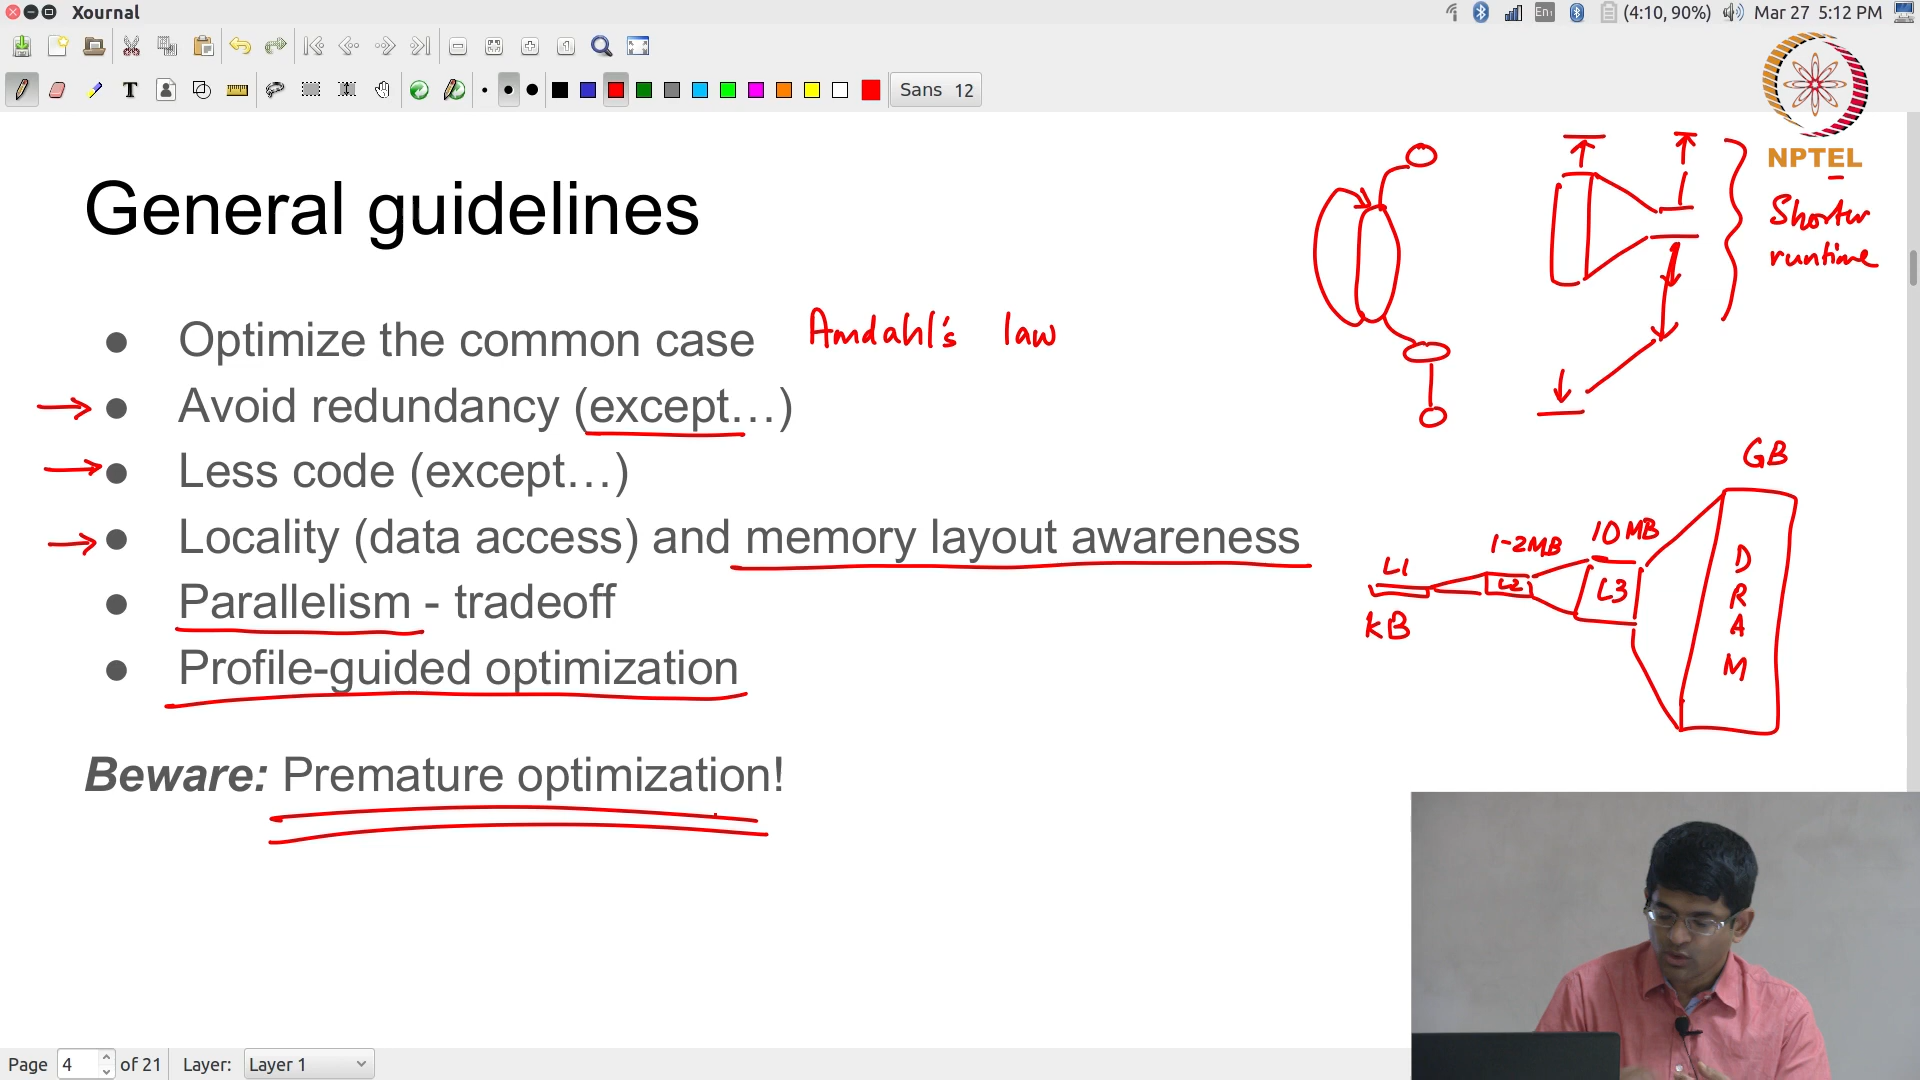 Xournal
En1
(4:10, 90%)
Mar 27 5:12 PM
Sans 12
NPTEL
General guidelines
Shorter
runtime
Optimize the common case
Amdahl's law
Avoid redundancy (except...)
Less code (except...)
Locality (data access) and memory layout awareness
Parallelism - tradeoff
Profile-guided optimization
Beware: Premature optimization!
GB
10 MB
1-2MB
L1
L2
L3
kB
D
R
A
M
Page 4 of 21 Layer: Layer 1